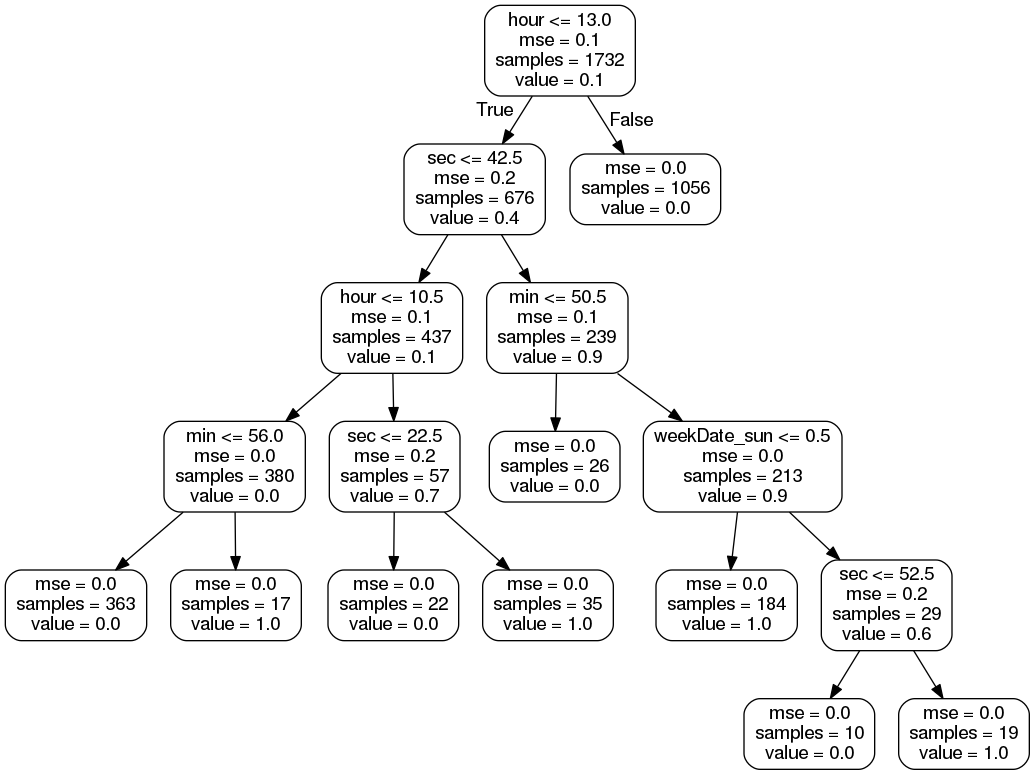 hour <= 13.0
mse = 0.1
samples = 1732
value = 0.1
True
False
sec <= 42.5
mse = 0.2
samples = 676
value = 0.4
mse = 0.0
samples = 1056
value = 0.0
hour <= 10.5
mse = 0.1
samples = 437
value = 0.1
min <= 50.5
mse = 0.1
samples = 239
value = 0.9
min <= 56.0
mse = 0.0
samples = 380
value = 0.0
sec <= 22.5
mse = 0.2
samples = 57
value = 0.7
mse = 0.0
samples = 26
value = 0.0
weekDate_sun <= 0.5
mse = 0.0
samples = 213
value = 0.9
mse = 0.0
samples = 363
value = 0.0
mse = 0.0
samples = 17
value = 1.0
mse = 0.0
samples = 22
value = 0.0
mse = 0.0
samples = 35
value = 1.0
mse = 0.0
samples = 184
value = 1.0
sec <= 52.5
mse = 0.2
samples = 29
value = 0.6
mse = 0.0
samples = 10
value = 0.0
mse = 0.0
samples = 19
value = 1.0